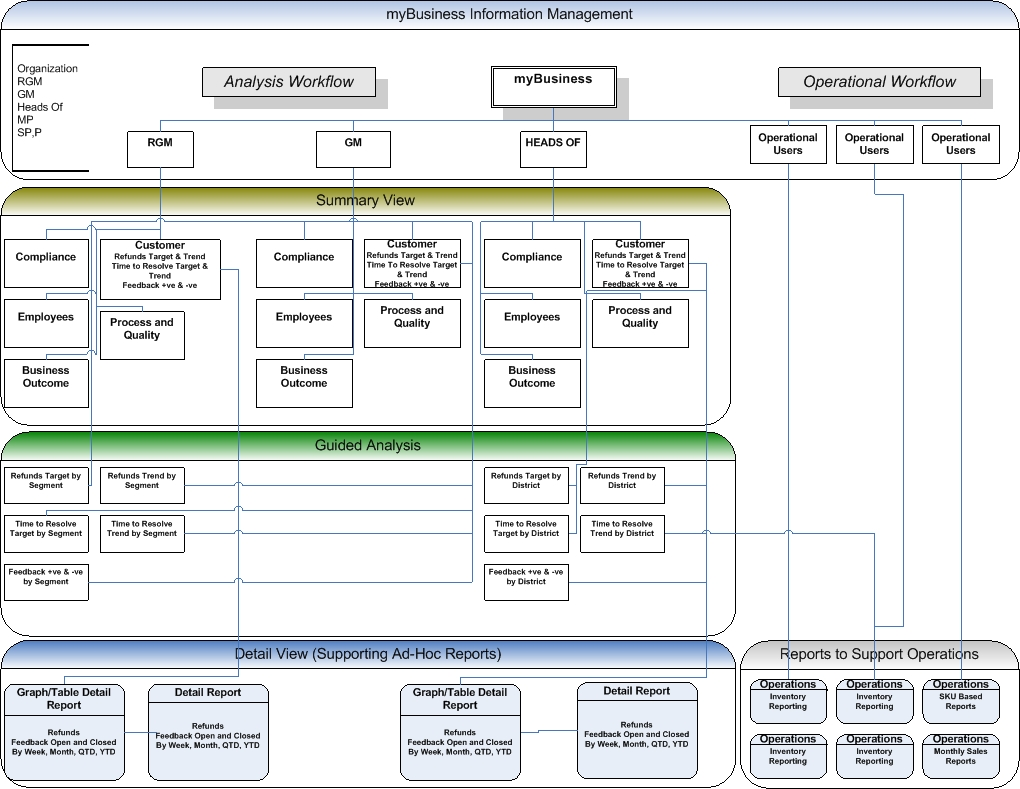 myBusiness Information Management
Organization
RGM
GM
Heads Of
MP
SP,P
Analysis Workflow
myBusiness
Operational Workflow
RGM
GM
HEADS OF
Operational
Users
Operational
Users
Operational
Users
Summary View
Compliance
Customer
Refunds Target & Trend
Time to Resolve Target &
Trend
Feedback +ve & -ve
Employees
Process and
Quality
Business
Outcome
Compliance
Customer
Refunds Target & Trend
Time To Resolve Target
& Trend
Feedback +ve & -ve
Employees
Process and
Quality
Business
Outcome
Compliance
Customer
Refunds Target & Trend
Time to Resolve Target
& Trend
Feedback +ve & -ve
Employees
Process and
Quality
Business
Outcome
Guided Analysis
Refunds Target by
Segment
Refunds Trend by
Segment
Time to Resolve
Target by Segment
Time to Resolve
Trend by Segment
Feedback +ve & -ve
by Segment
Refunds Target by
District
Refunds Trend by
District
Time to Resolve
Target by District
Time to Resolve
Trend by District
Feedback +ve & -ve
by District
Detail View (Supporting Ad-Hoc Reports)
Graph/Table Detail
Report
Refunds
Feedback Open and Closed
By Week, Month, QTD, YTD
Detail Report
Refunds
Feedback Open and Closed
By Week, Month, QTD, YTD
Graph/Table Detail
Report
Refunds
Feedback Open and Closed
By Week, Month, QTD, YTD
Detail Report
Refunds
Feedback Open and Closed
By Week, Month, QTD, YTD
Reports to Support Operations
Operations
Inventory
Reporting
Operations
Inventory
Reporting
Operations
SKU Based
Reports
Operations
Inventory
Reporting
Operations
Inventory
Reporting
Operations
Monthly Sales
Reports